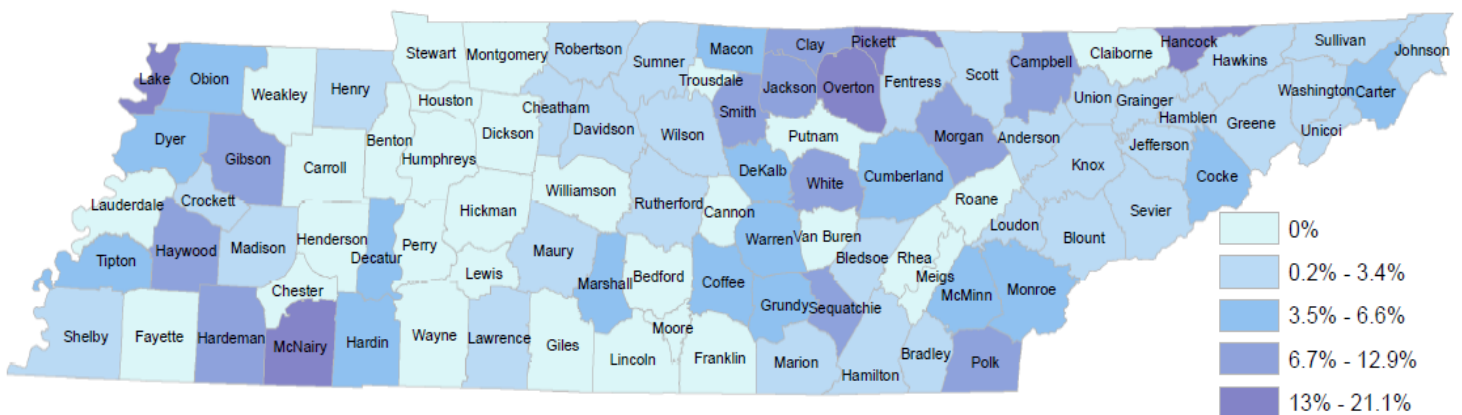 Stewart
Montgomery
Robertson
Sumner
Macon
Clay
Pickett
Claiborne
Hancock
Sullivan
Johnson
Lake
Obion
Weakley
Henry
Houston
Cheatham
Trousdale
Jackson
Overton
Fentress
Scott
Campbell
Hawkins
Union
Grainger
Washington
Carter
Hamblen
Greene
Unicoi
Dyer
Gibson
Carroll
Benton
Humphreys
Dickson
Davidson
Wilson
Smith
Putnam
Morgan
Anderson
Knox
Jefferson
Cocke
Lauderdale
Crockett
Williamson
Rutherford
Cannon
DeKalb
White
Cumberland
Roane
Loudon
Blount
Sevier
Tipton
Haywood
Madison
Henderson
Decatur
Perry
Hickman
Lewis
Maury
Marshall
Bedford
Coffee
Warren
Van Buren
Bledsoe
Rhea
Meigs
McMinn
Monroe
Shelby
Fayette
Hardeman
Chester
McNairy
Hardin
Wayne
Lawrence
Giles
Moore
Lincoln
Franklin
Grundy
Sequatchie
Marion
Hamilton
Bradley
Polk
0%
0.2% - 3.4%
3.5% - 6.6%
6.7% - 12.9%
13% - 21.1%